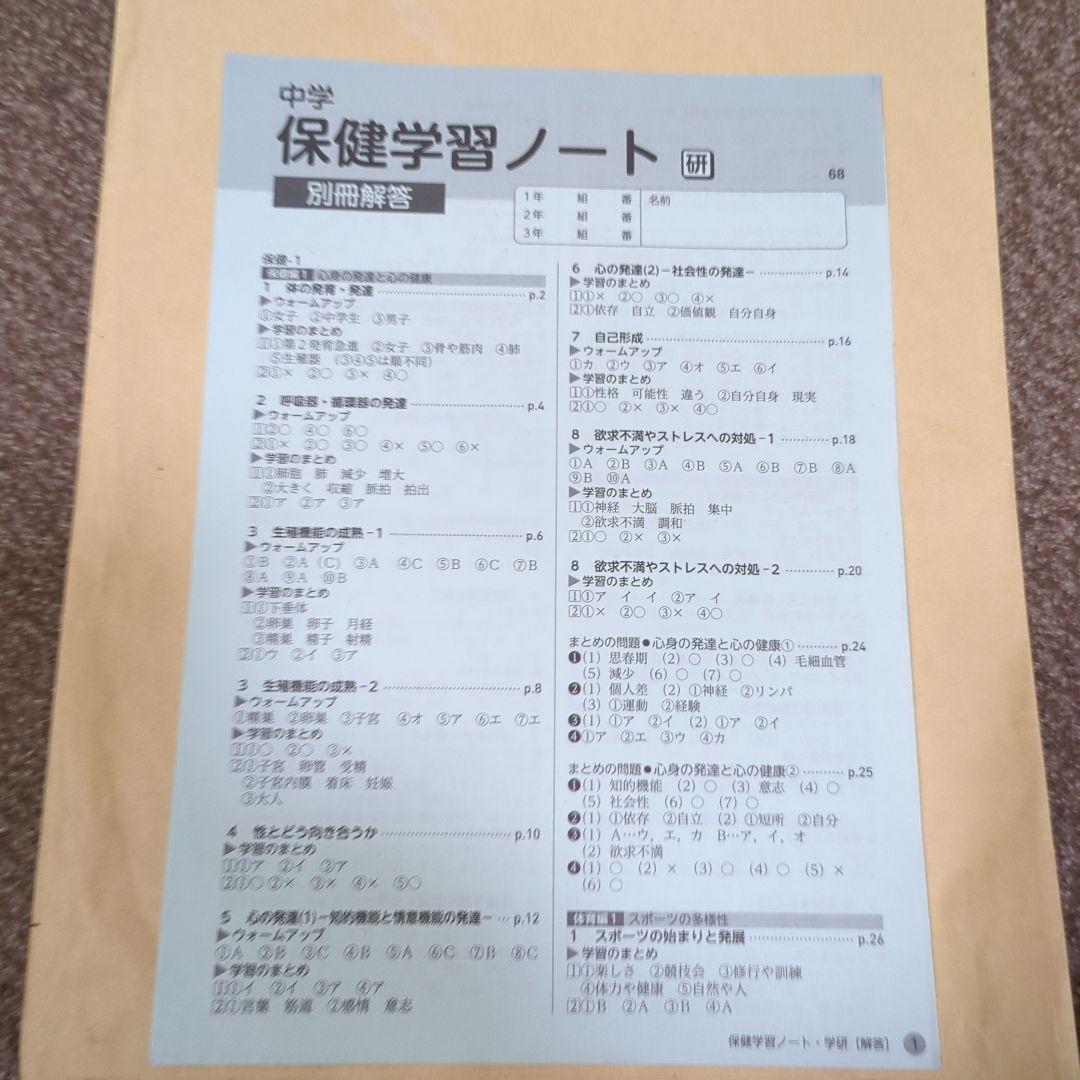 中学
保健学習ノート 研
68
別冊解答
1年 組 番 名前
2年 組 番
3年 組 番
保健-1
保健編1 心身の発達と心の健康
1 体の発育・発達 p.2
▶ウォームアップ
①女子 ②中学生 ③男子
▶学習のまとめ
1①第2発育急進 ②女子 ③骨や筋肉 ④肺
⑤生殖器 (③④⑤は順不同)
2①× ②○ ③× ④○
2 呼吸器・循環器の発達 p.4
▶ウォームアップ
1②○ ④○ ⑥○
2①× ②○ ③○ ④× ⑤○ ⑥×
▶学習のまとめ
1①細胞 肺 減少 増大
②大きく 収縮 脈拍 拍出
2①ア ②ア ③ア
3 生殖機能の成熟-1 p.6
▶ウォームアップ
①B ②A (C) ③A ④C ⑤B ⑥C ⑦B
⑧A ⑨A ⑩B
▶学習のまとめ
1①下垂体
②卵巣 卵子 月経
③精巣 精子 射精
2①ウ ②イ ③ア
3 生殖機能の成熟-2 p.8
▶ウォームアップ
①精巣 ②卵巣 ③子宮 ④オ ⑤ア ⑥エ ⑦エ
▶学習のまとめ
1①○ ②○ ③×
2①子宮 卵管 受精
②子宮内膜 着床 妊娠
③大人
4 性とどう向き合うか p.10
▶学習のまとめ
1①ア ②イ ③ア
2①○ ②× ③× ④× ⑤○
5 心の発達(1)-知的機能と情意機能の発達- p.12
▶ウォームアップ
①A ②B ③C ④B ⑤A ⑥C ⑦B ⑧C
▶学習のまとめ
1①イ ②イ ③ア ④ア
2①言葉 筋道 ②感情 意志
6 心の発達(2)-社会性の発達- p.14
▶学習のまとめ
1①× ②○ ③○ ④×
2①依存 自立 ②価値観 自分自身
7 自己形成 p.16
▶ウォームアップ
①カ ②ウ ③ア ④オ ⑤エ ⑥イ
▶学習のまとめ
1①性格 可能性 違う ②自分自身 現実
2①○ ②× ③× ④○
8 欲求不満やストレスへの対処-1 p.18
▶ウォームアップ
①A ②B ③A ④B ⑤A ⑥B ⑦B ⑧A
⑨B ⑩A
▶学習のまとめ
1①神経 大脳 脈拍 集中
②欲求不満 調和
2①○ ②× ③×
8 欲求不満やストレスへの対処-2 p.20
▶学習のまとめ
1①ア イ イ ②ア イ
2①× ②○ ③× ④○
まとめの問題●心身の発達と心の健康① p.24
❶(1) 思春期 (2) ○ (3) ○ (4) 毛細血管
(5) 減少 (6) ○ (7) ○
❷(1) 個人差 (2) ①神経 ②リンパ
(3) ①運動 ②経験
❸(1) ①ア ②イ (2) ①ア ②イ
❹①ア ②エ ③ウ ④カ
まとめの問題●心身の発達と心の健康② p.25
❶(1) 知的機能 (2) ○ (3) 意志 (4) ○
(5) 社会性 (6) ○ (7) ○
❷(1) ①依存 ②自立 (2) ①短所 ②自分
❸(1) A…ウ, エ, カ B…ア, イ, オ
(2) 欲求不満
❹(1) ○ (2) × (3) ○ (4) ○ (5) ×
(6) ○
体育編1 スポーツの多様性
1 スポーツの始まりと発展 p.26
▶学習のまとめ
1①楽しさ ②競技会 ③修行や訓練
④体力や健康 ⑤自然や人
2①B ②A ③B ④A
保健学習ノート・学研〔解答〕 1